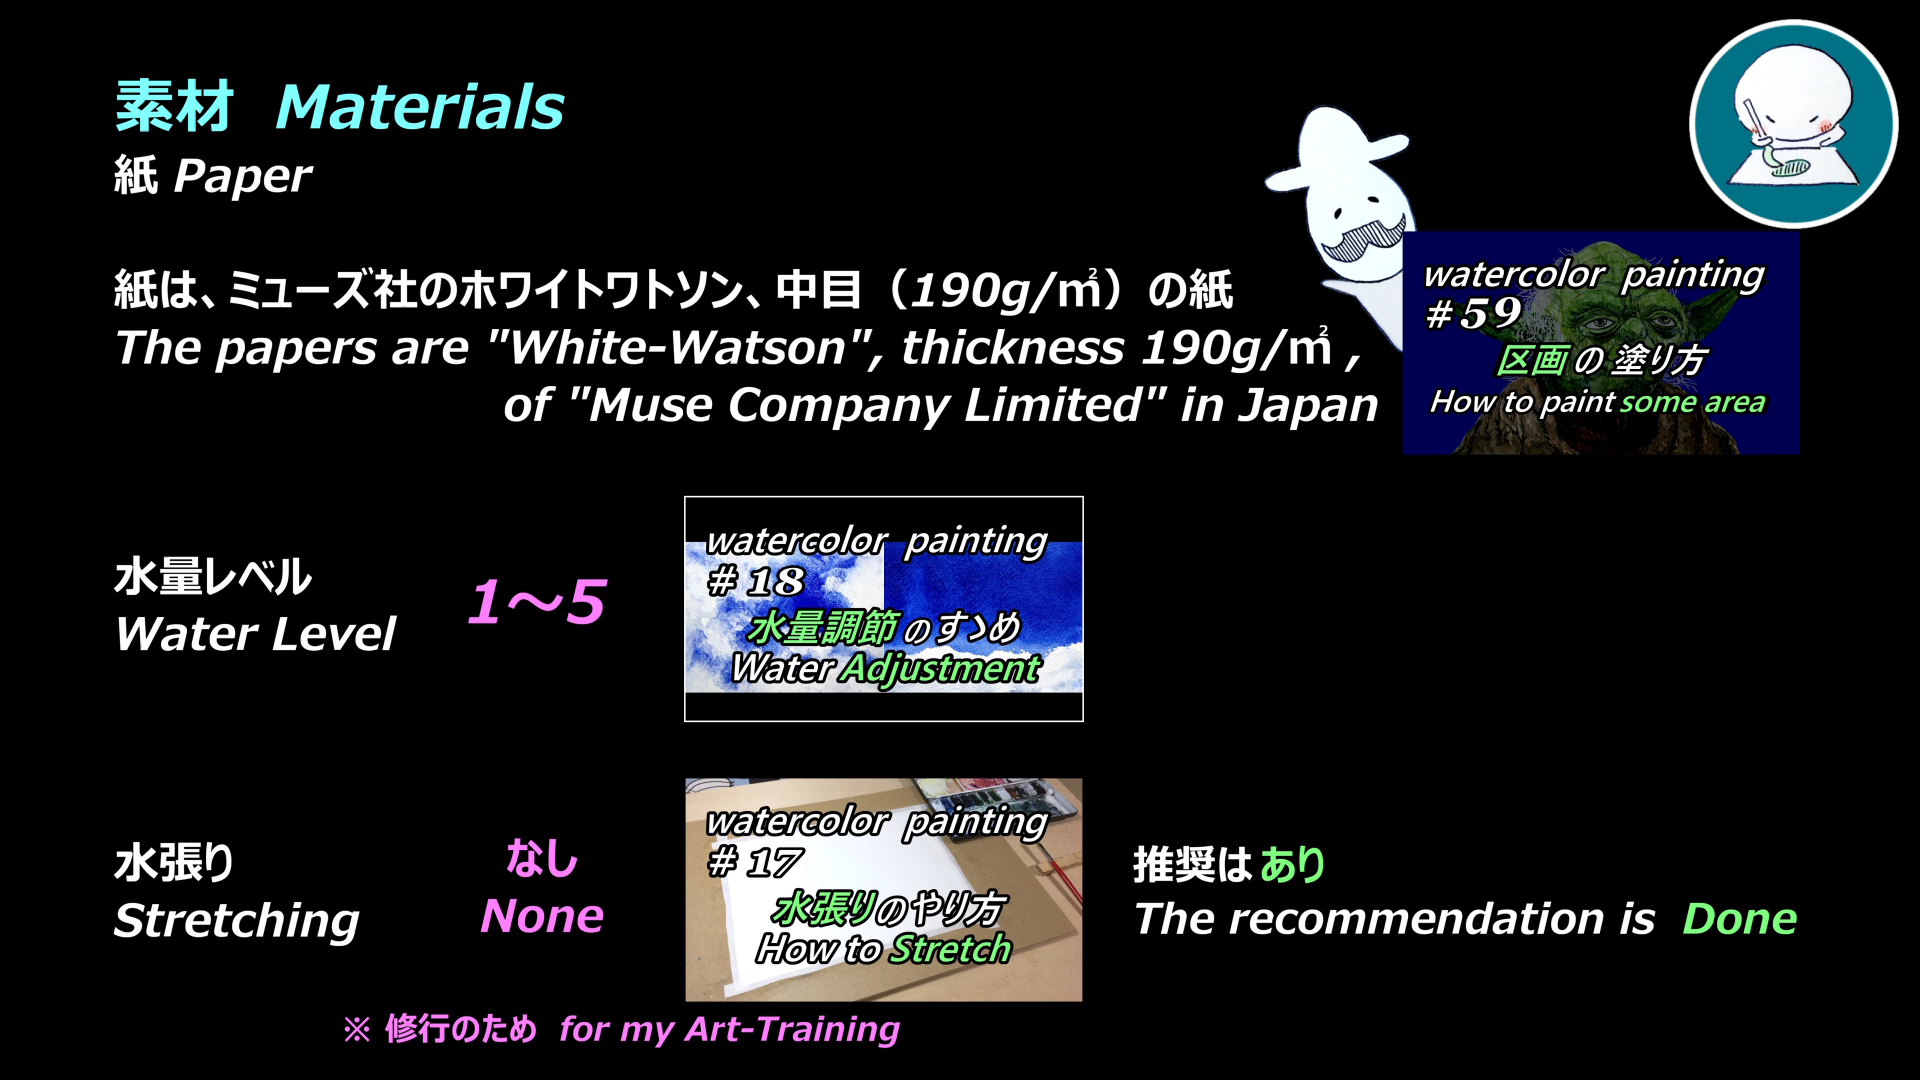 素材 Materials
紙 Paper
紙は、ミューズ社のホワイトワトソン、中目（190g/㎡）の紙
The papers are "White-Watson", thickness 190g/㎡ ,
of "Muse Company Limited" in Japan
watercolor painting
#59
区画の塗り方
How to paint some area
水量レベル
Water Level
1～5
watercolor painting
#18
水量調節のすゝめ
Water Adjustment
水張り
Stretching
なし
None
watercolor painting
#17
水張りのやり方
How to Stretch
推奨はあり
The recommendation is Done
※ 修行のため for my Art-Training